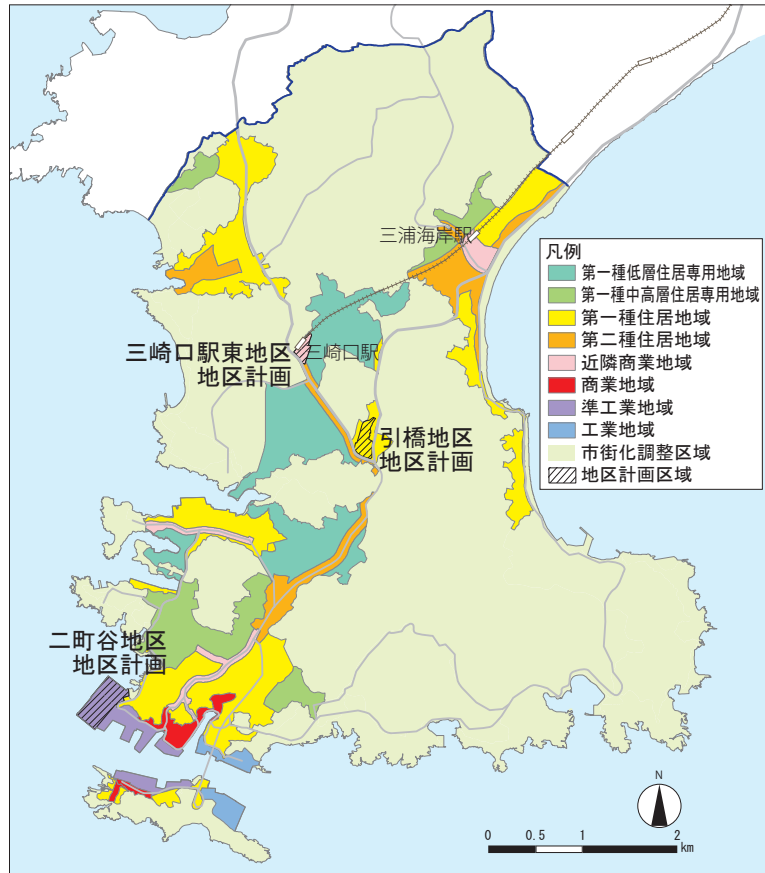 三浦海岸駅
三崎口駅東地区
地区計画
三崎口駅
引橋地区
地区計画
二町谷地区
地区計画
凡例
第一種低層住居専用地域
第一種中高層住居専用地域
第一種住居地域
第二種住居地域
近隣商業地域
商業地域
準工業地域
工業地域
市街化調整区域
地区計画区域
N
0 0.5 1 2
km